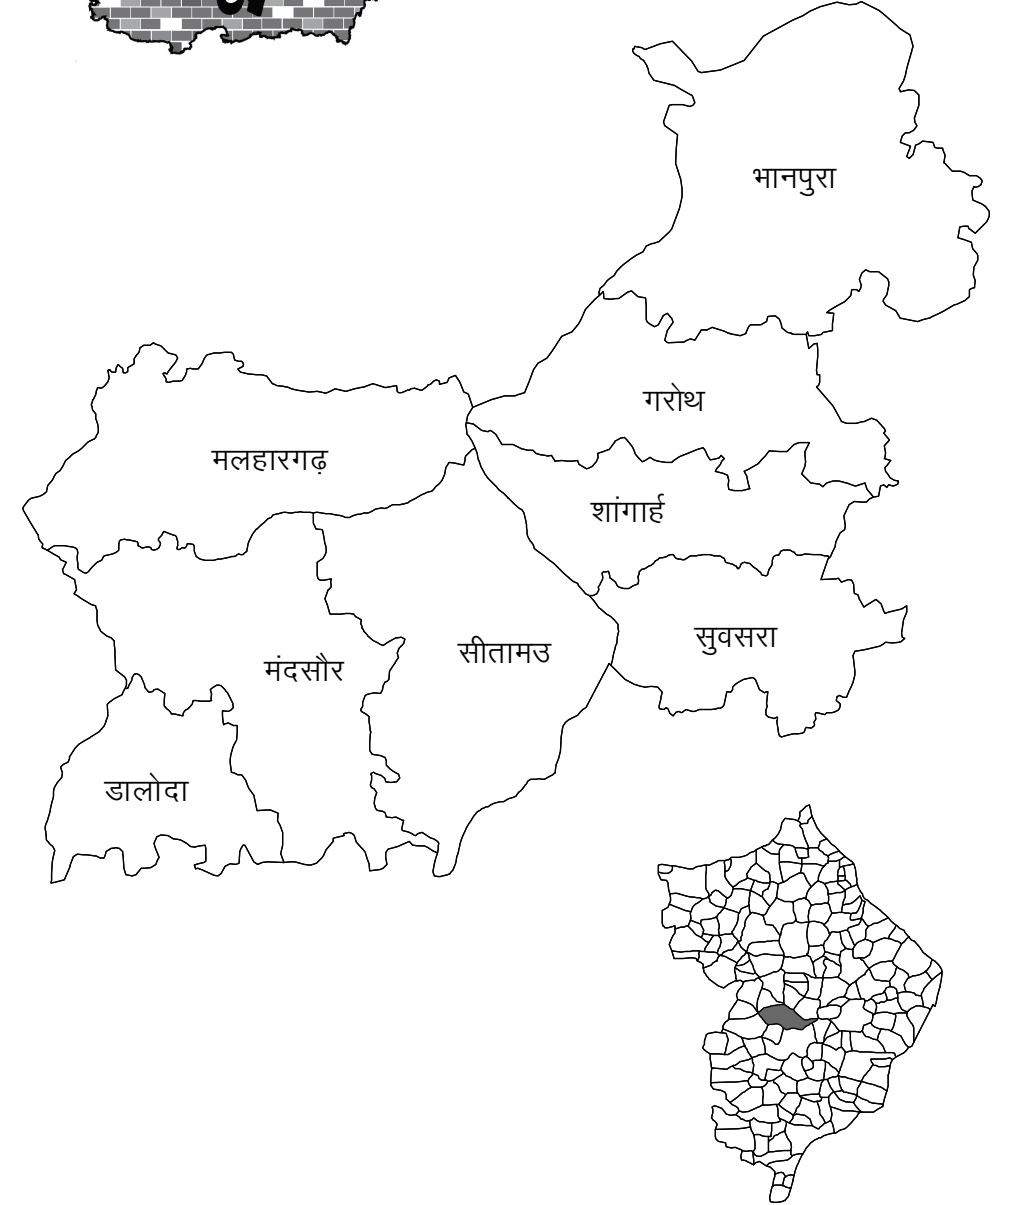 भानपुरा
गरोथ
मलहारगढ़
शांगार्ह
सुवसरा
सीतामउ
मंदसौर
डालोदा